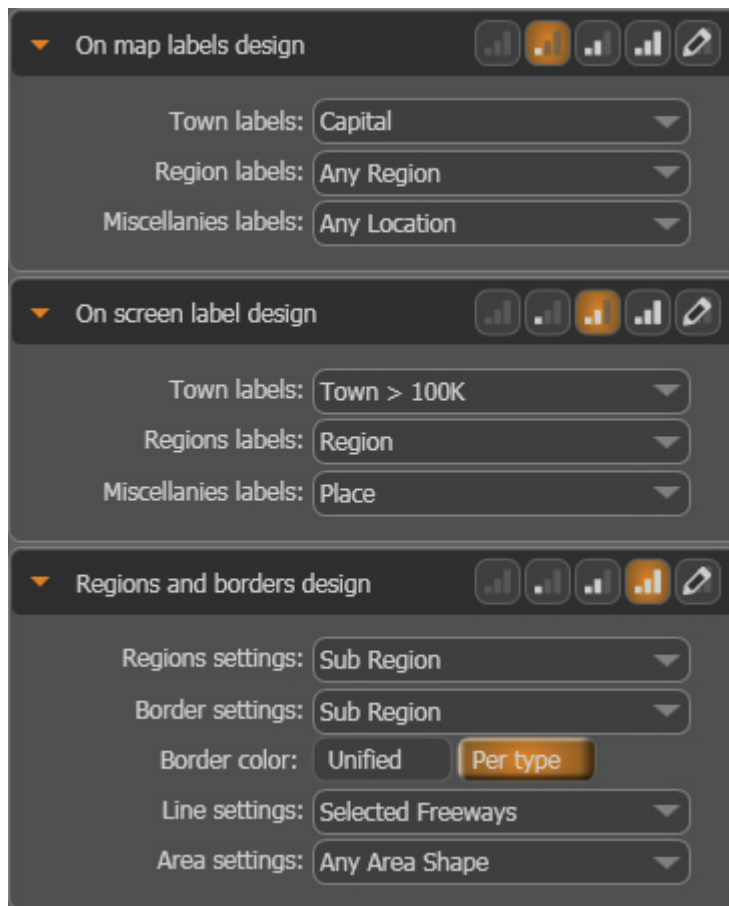 On map labels design
Town labels: Capital
Region labels: Any Region
Miscellanies labels: Any Location
On screen label design
Town labels: Town > 100K
Regions labels: Region
Miscellanies labels: Place
Regions and borders design
Regions settings: Sub Region
Border settings: Sub Region
Border color: Unified Per type
Line settings: Selected Freeways
Area settings: Any Area Shape